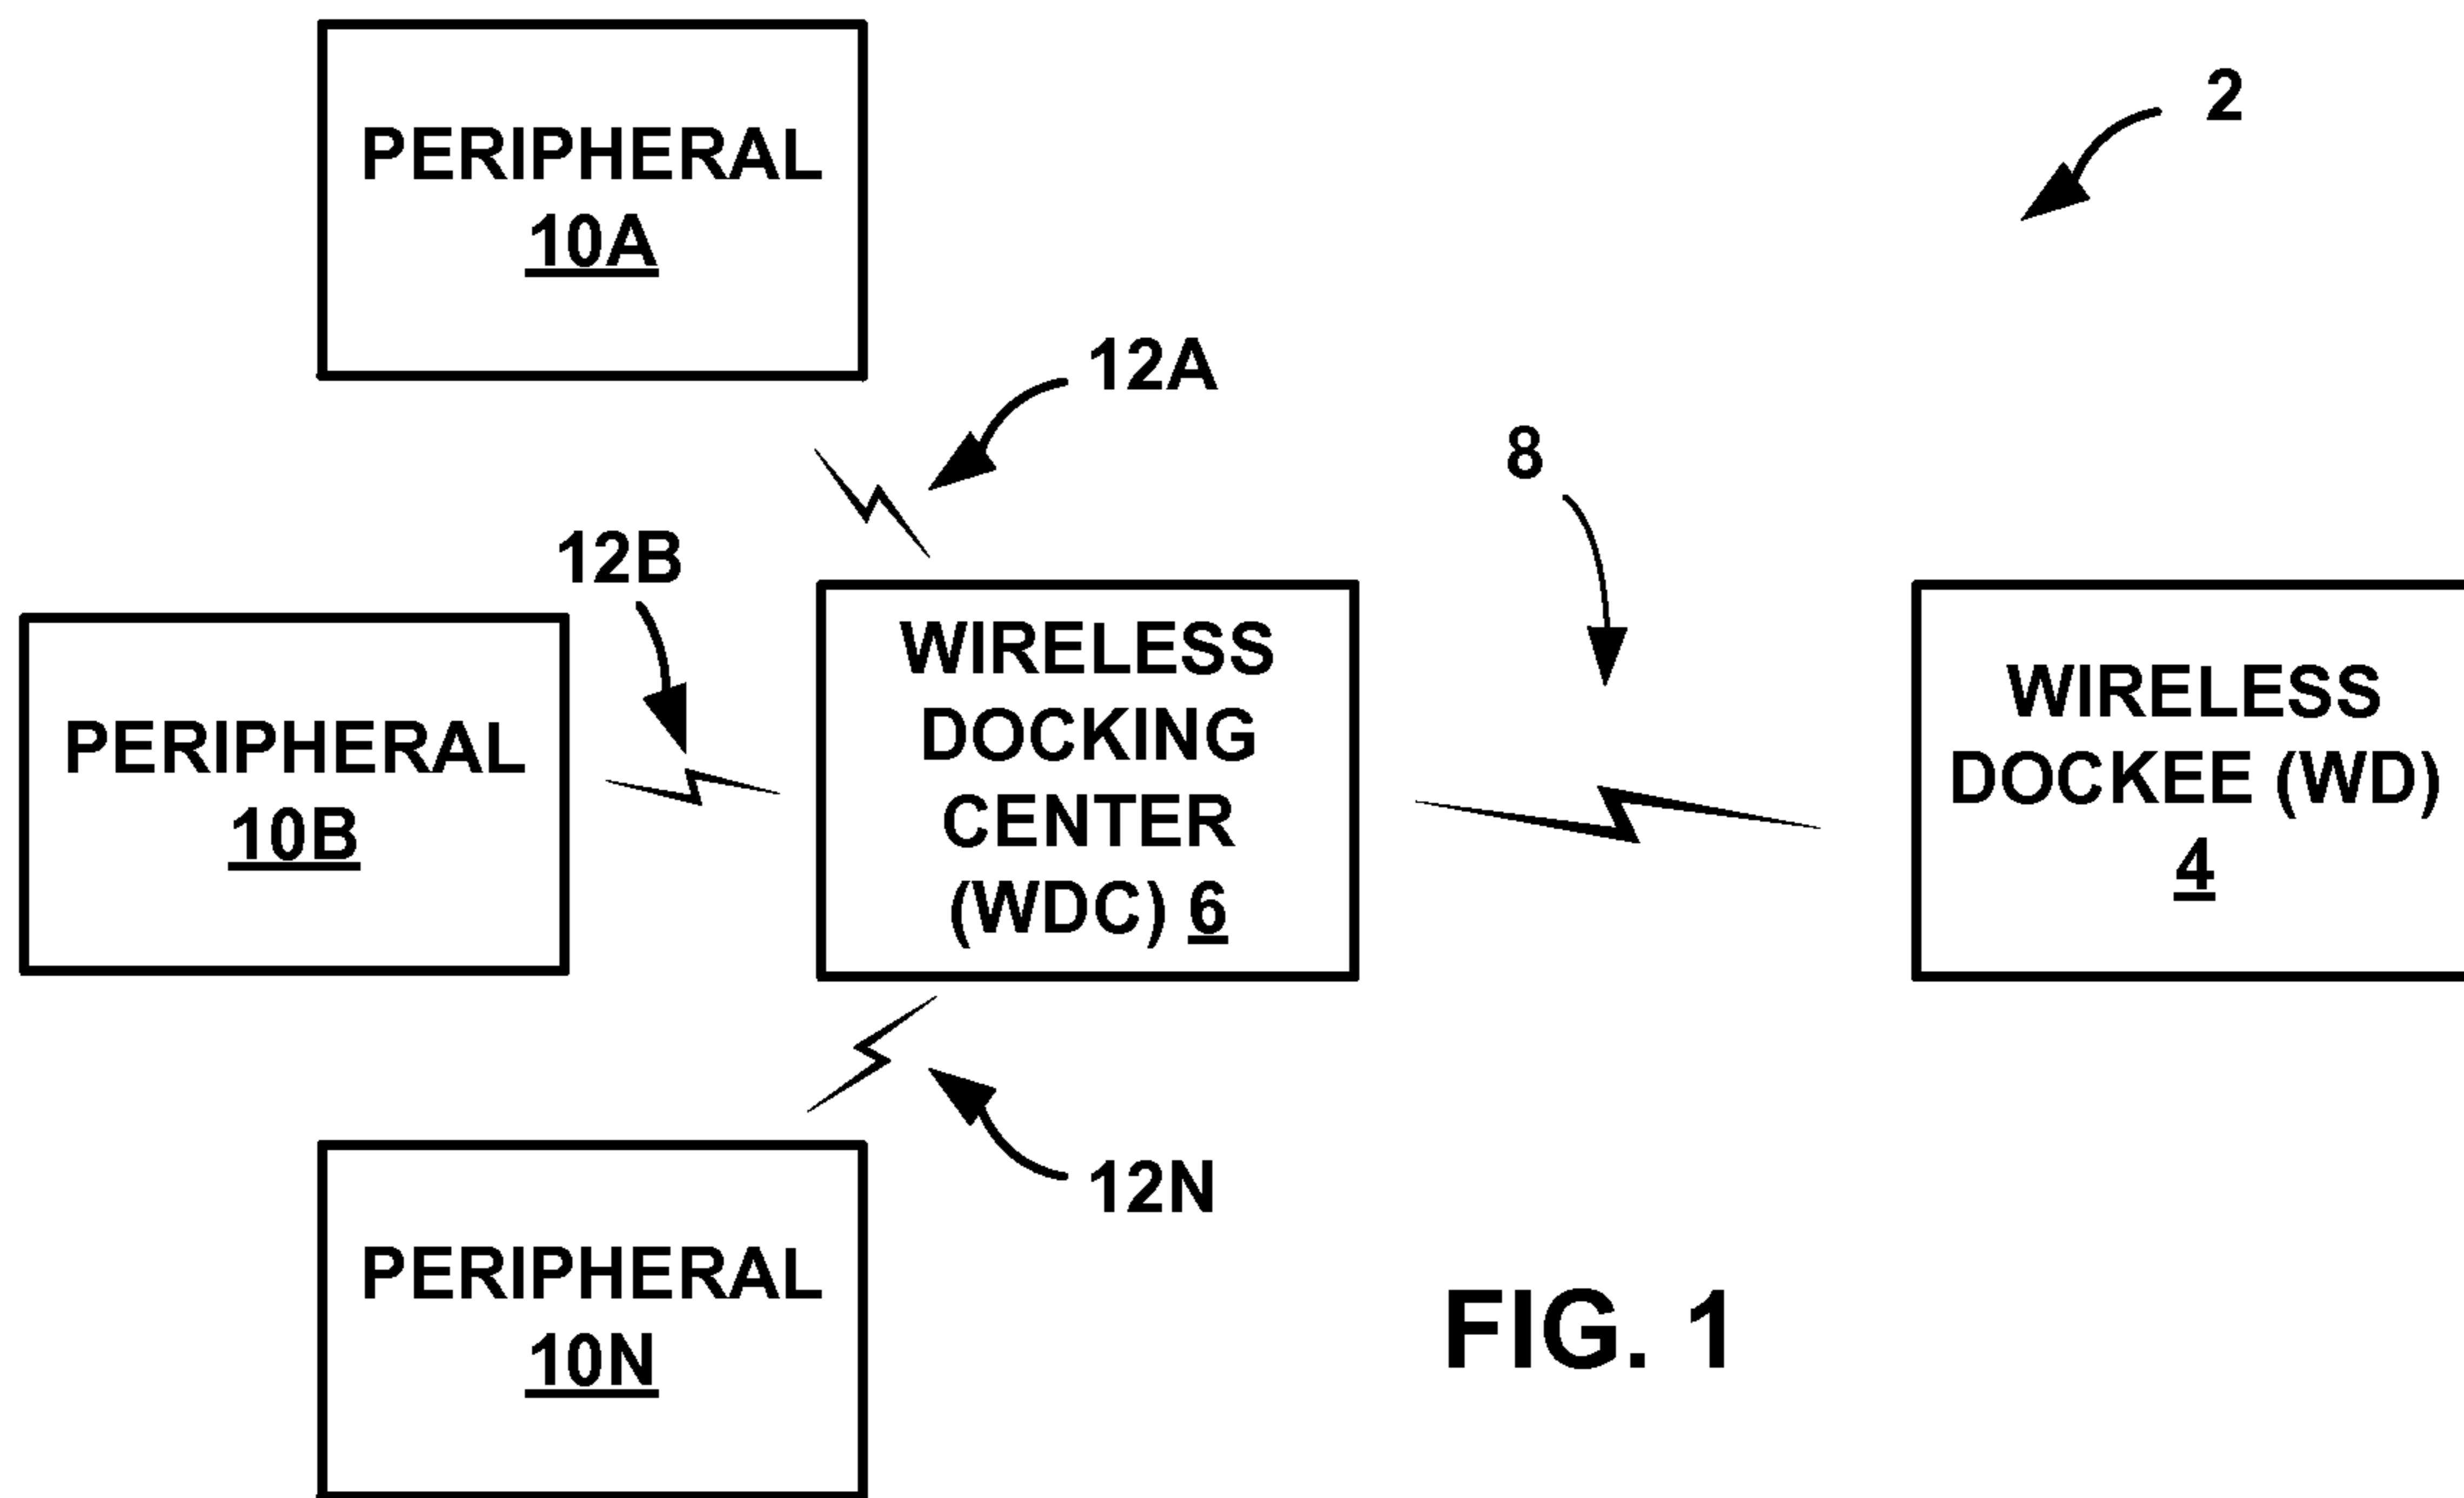 PERIPHERAL
10A
2
12A
8
12B
PERIPHERAL
10B
WIRELESS
DOCKING
CENTER
(WDC) 6
WIRELESS
DOCKEE (WD)
4
12N
PERIPHERAL
10N
FIG. 1